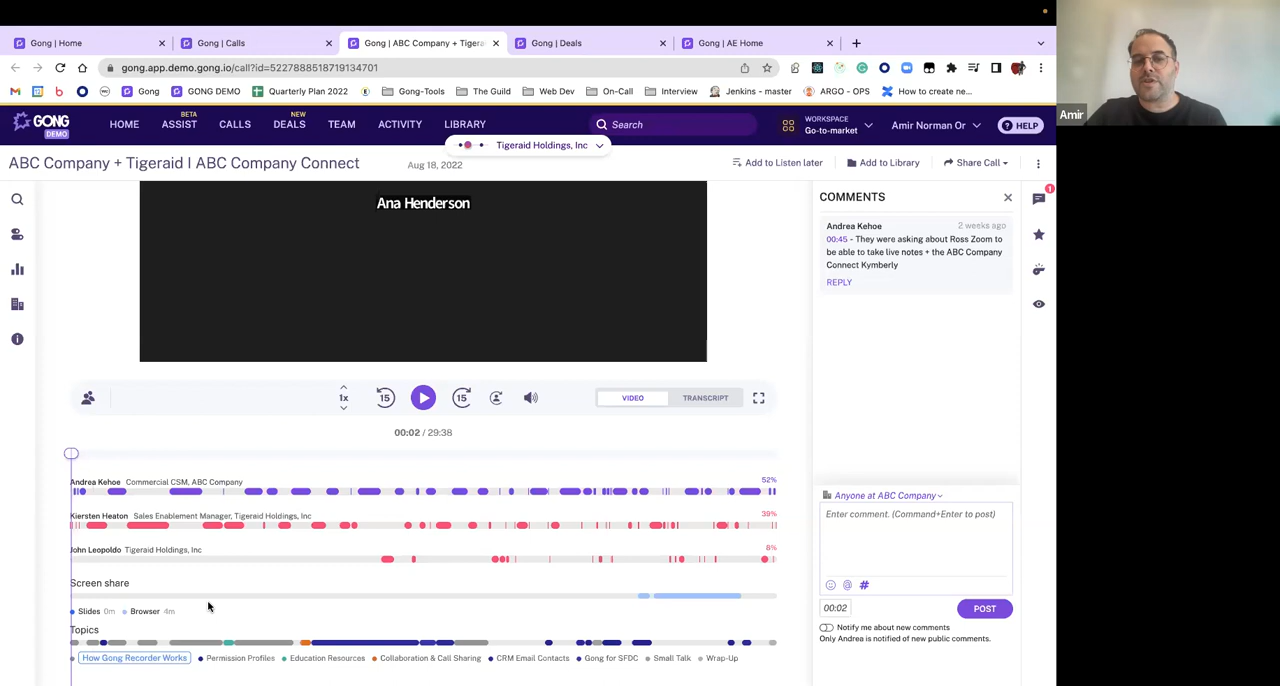 Gong | Home
Gong | Calls
Gong | ABC Company + Tigeraid
Gong | Deals
Gong | AE Home
gong.app.demo.gong.io/call?id=5227888518719134701
Gong
GONG DEMO
Quarterly Plan 2022
Gong-Tools
The Guild
Web Dev
On-Call
Interview
Jenkins - master
ARGO - OPS
How to create ne...
Amir
GONG
DEMO
HOME
BETA
ASSIST
CALLS
NEW
DEALS
TEAM
ACTIVITY
LIBRARY
Search
WORKSPACE
Go-to-market
Amir Norman Or
? HELP
Tigeraid Holdings, Inc
ABC Company + Tigeraid | ABC Company Connect
Aug 18, 2022
Add to Listen later
Add to Library
Share Call
Ana Henderson
COMMENTS
1
Andrea Kehoe
2 weeks ago
00:45 - They were asking about Ross Zoom to
be able to take live notes + the ABC Company
Connect Kymberly
REPLY
1x
15
15
VIDEO
TRANSCRIPT
00:02 / 29:38
Andrea Kehoe Commercial CSM, ABC Company
52%
Kiersten Heaton Sales Enablement Manager, Tigeraid Holdings, Inc
39%
John Leopoldo Tigeraid Holdings, Inc
8%
Screen share
Slides 0m
Browser 4m
Topics
How Gong Recorder Works
Permission Profiles
Education Resources
Collaboration & Call Sharing
CRM Email Contacts
Gong for SFDC
Small Talk
Wrap-Up
Anyone at ABC Company
Enter comment. (Command+Enter to post)
@
#
00:02
POST
Notify me about new comments
Only Andrea is notified of new public comments.